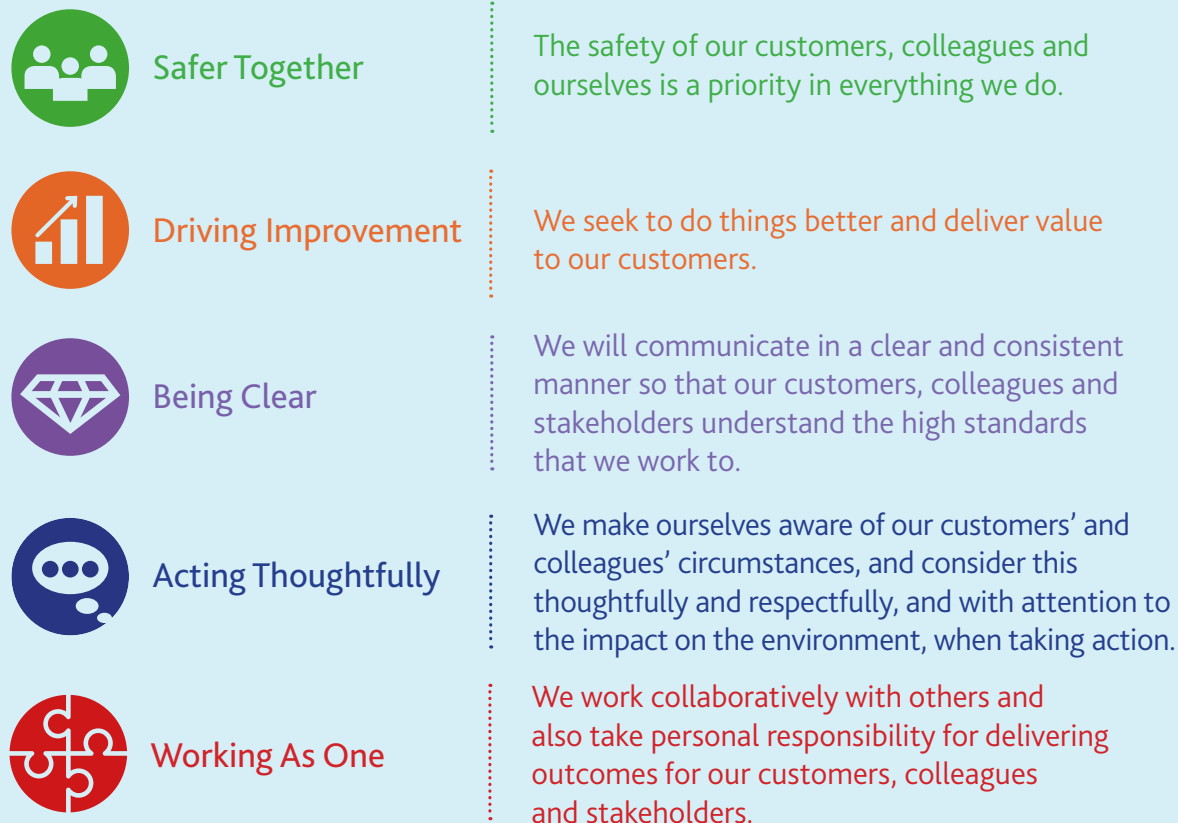 Safer Together
The safety of our customers, colleagues and
ourselves is a priority in everything we do.
Driving Improvement
We seek to do things better and deliver value
to our customers.
Being Clear
We will communicate in a clear and consistent
manner so that our customers, colleagues and
stakeholders understand the high standards
that we work to.
Acting Thoughtfully
We make ourselves aware of our customers’ and
colleagues’ circumstances, and consider this
thoughtfully and respectfully, and with attention to
the impact on the environment, when taking action.
Working As One
We work collaboratively with others and
also take personal responsibility for delivering
outcomes for our customers, colleagues
and stakeholders.